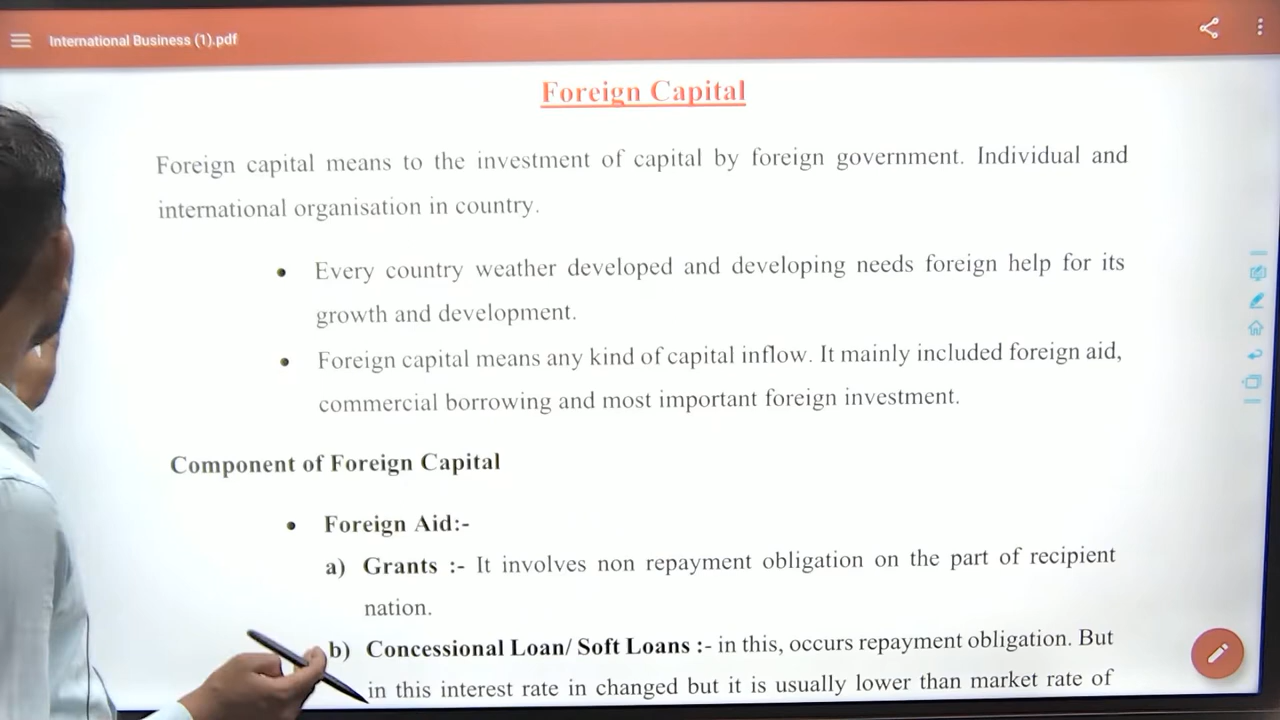 International Business (1).pdf
Foreign Capital
Foreign capital means to the investment of capital by foreign government. Individual and
international organisation in country.
• Every country weather developed and developing needs foreign help for its
growth and development.
• Foreign capital means any kind of capital inflow. It mainly included foreign aid,
commercial borrowing and most important foreign investment.
Component of Foreign Capital
• Foreign Aid:-
a) Grants :- It involves non repayment obligation on the part of recipient
nation.
b) Concessional Loan/ Soft Loans :- in this, occurs repayment obligation. But
in this interest rate in changed but it is usually lower than market rate of